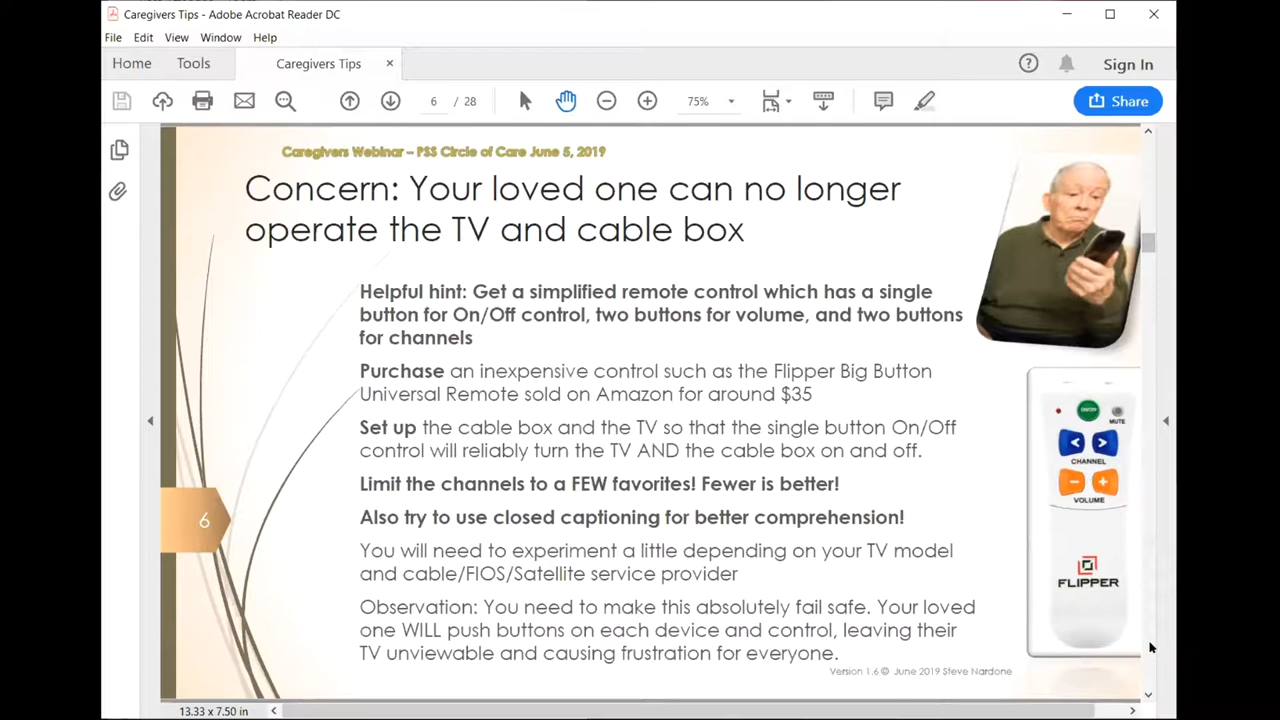 Caregivers Tips - Adobe Acrobat Reader DC
File Edit View Window Help
Home Tools Caregivers Tips × Sign In
6 / 28 75% Share
Caregivers Webinar – PSS Circle of Care June 5, 2019
Concern: Your loved one can no longer
operate the TV and cable box
Helpful hint: Get a simplified remote control which has a single
button for On/Off control, two buttons for volume, and two buttons
for channels
Purchase an inexpensive control such as the Flipper Big Button
Universal Remote sold on Amazon for around $35
Set up the cable box and the TV so that the single button On/Off
control will reliably turn the TV AND the cable box on and off.
Limit the channels to a FEW favorites! Fewer is better!
Also try to use closed captioning for better comprehension!
You will need to experiment a little depending on your TV model
and cable/FIOS/Satellite service provider
Observation: You need to make this absolutely fail safe. Your loved
one WILL push buttons on each device and control, leaving their
TV unviewable and causing frustration for everyone.
6
ON/OFF
MUTE
CHANNEL
VOLUME
FLIPPER
Version 1.6 © June 2019 Steve Nardone
13.33 x 7.50 in